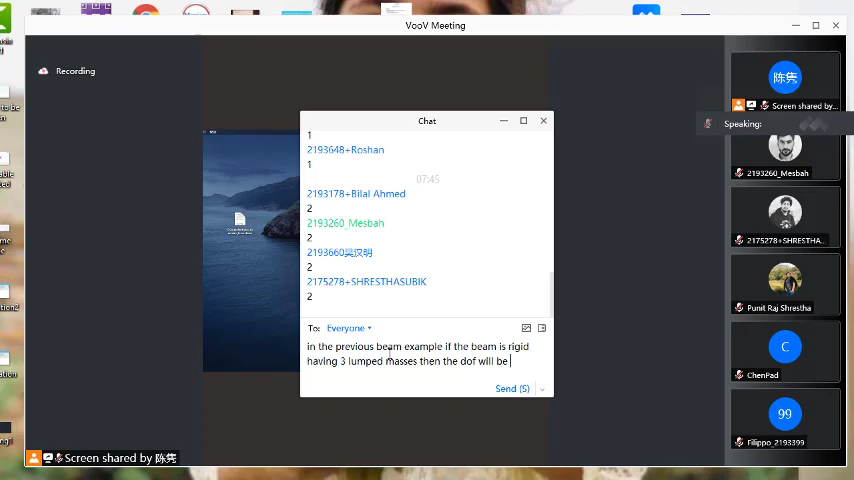 VooV Meeting
Recording
Chat
1
2193648+Roshan
1
07:45
2193178+Bilal Ahmed
2
2193260_Mesbah
2
2193660吴汉明
2
2175278+SHRESTHASUBIK
2
To: Everyone
in the previous beam example if the beam is rigid
having 3 lumped masses then the dof will be
Send (S)
陈隽
Screen shared by...
Speaking:
2193260_Mesbah
2175278+SHRESTHA...
Punit Raj Shrestha
C
ChenPad
99
Filippo_2193399
Screen shared by 陈隽